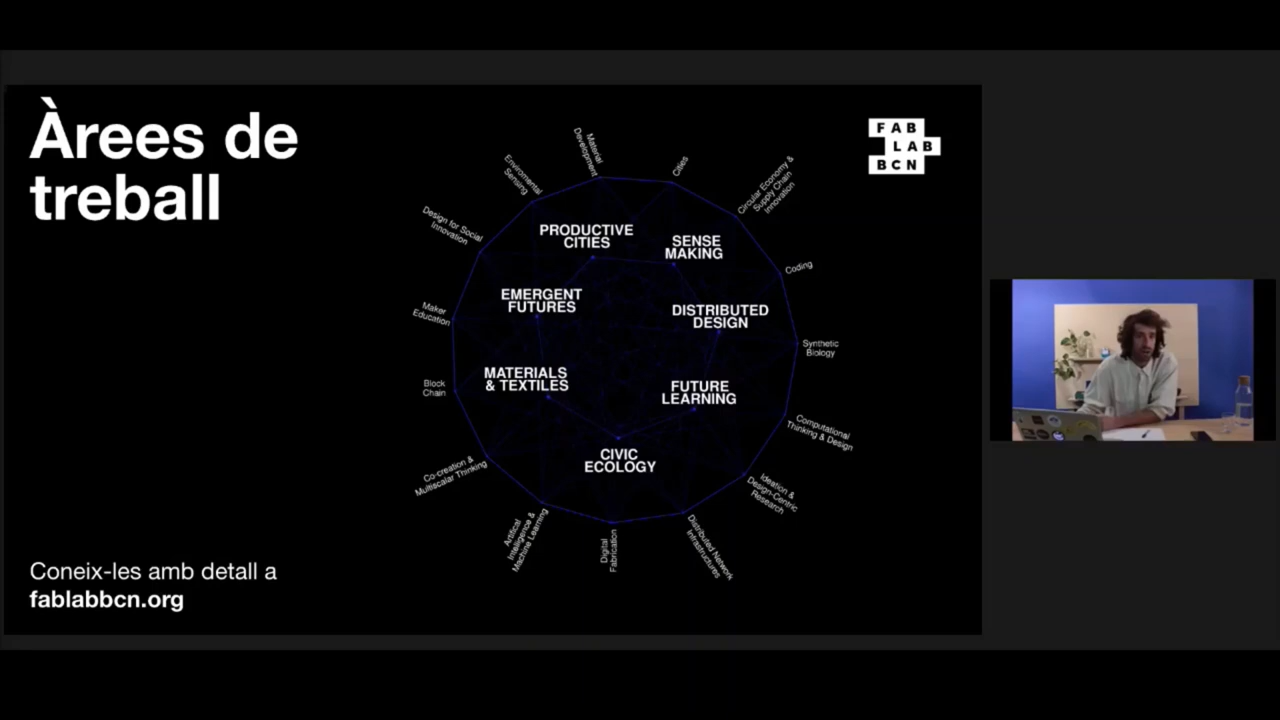 Àrees de
treball
FAB
LAB
BCN
Material
Development
Cities
Enviromental
Sensing
Circular Economy &
Supply Chain
Innovation
Design for Social
Innovation
PRODUCTIVE
CITIES
SENSE
MAKING
Coding
EMERGENT
FUTURES
DISTRIBUTED
DESIGN
Maker
Education
Synthetic
Biology
MATERIALS
& TEXTILES
FUTURE
LEARNING
Block
Chain
Computational
Thinking & Design
CIVIC
ECOLOGY
Co-creation &
Multiscalar Thinking
Ideation &
Design-Centric
Research
Artifical
Intelligence &
Machine Learning
Digital
Fabrication
Distributed Network
Infrastructures
Coneix-les amb detall a
fablabbcn.org